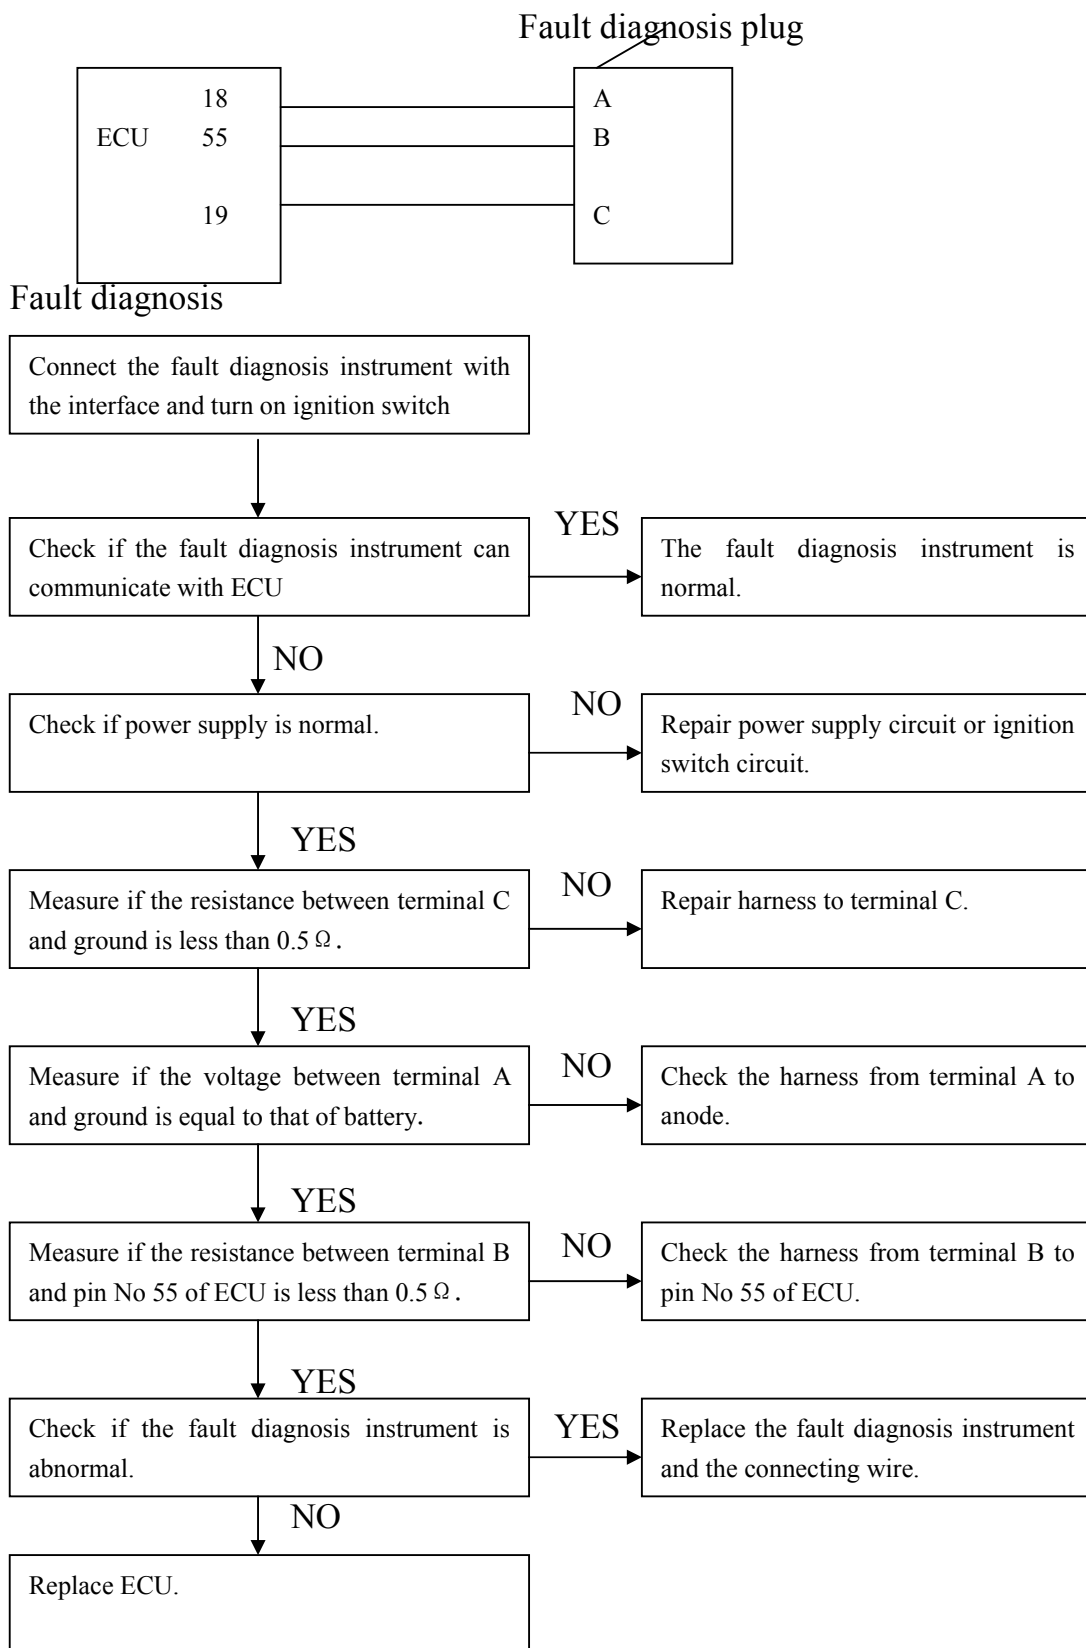 Fault diagnosis plug
18
A
ECU 55
B
19
C
Fault diagnosis
Connect the fault diagnosis instrument with
the interface and turn on ignition switch
YES
Check if the fault diagnosis instrument can
communicate with ECU
The fault diagnosis instrument is
normal.
NO
NO
Check if power supply is normal.
Repair power supply circuit or ignition
switch circuit.
YES
NO
Measure if the resistance between terminal C
and ground is less than 0.5Ω.
Repair harness to terminal C.
YES
NO
Measure if the voltage between terminal A
and ground is equal to that of battery.
Check the harness from terminal A to
anode.
YES
NO
Measure if the resistance between terminal B
and pin No 55 of ECU is less than 0.5Ω.
Check the harness from terminal B to
pin No 55 of ECU.
YES
YES
Check if the fault diagnosis instrument is
abnormal.
Replace the fault diagnosis instrument
and the connecting wire.
NO
Replace ECU.